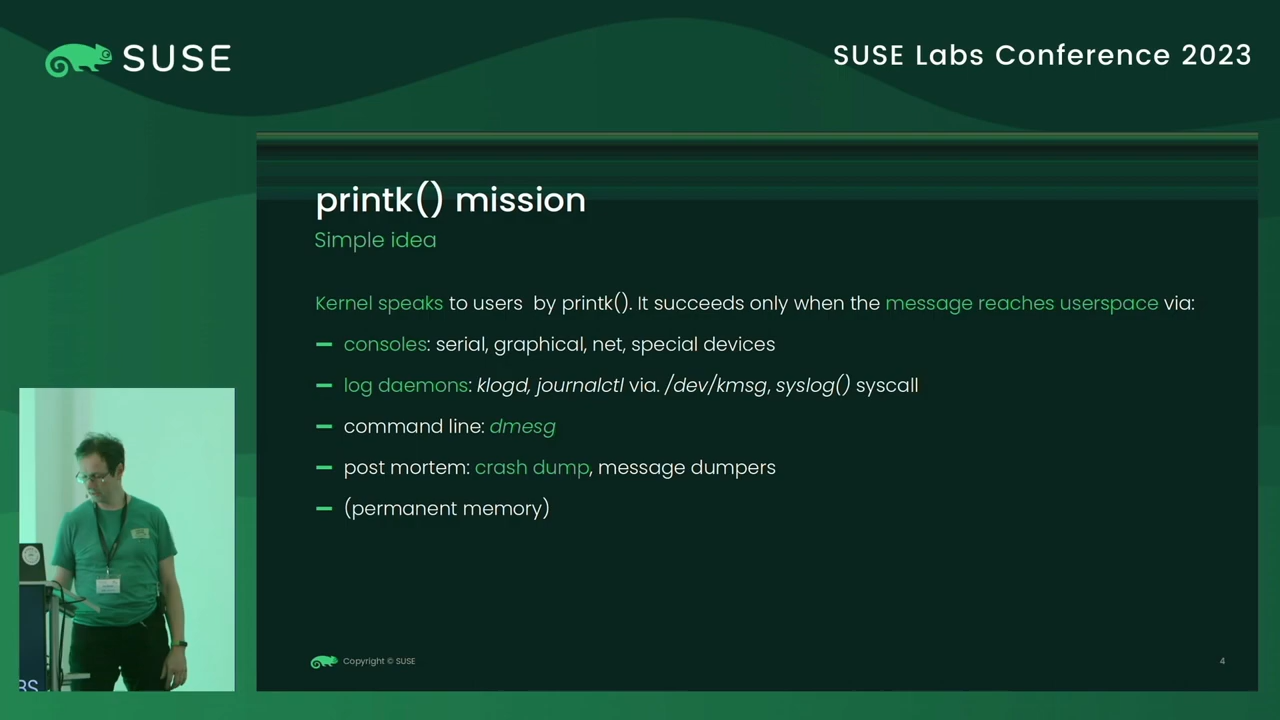 SUSE
SUSE Labs Conference 2023
printk() mission
Simple idea
Kernel speaks to users by printk(). It succeeds only when the message reaches userspace via:
consoles: serial, graphical, net, special devices
log daemons: klogd, journalctl via. /dev/kmsg, syslog() syscall
command line: dmesg
post mortem: crash dump, message dumpers
(permanent memory)
Copyright © SUSE
4